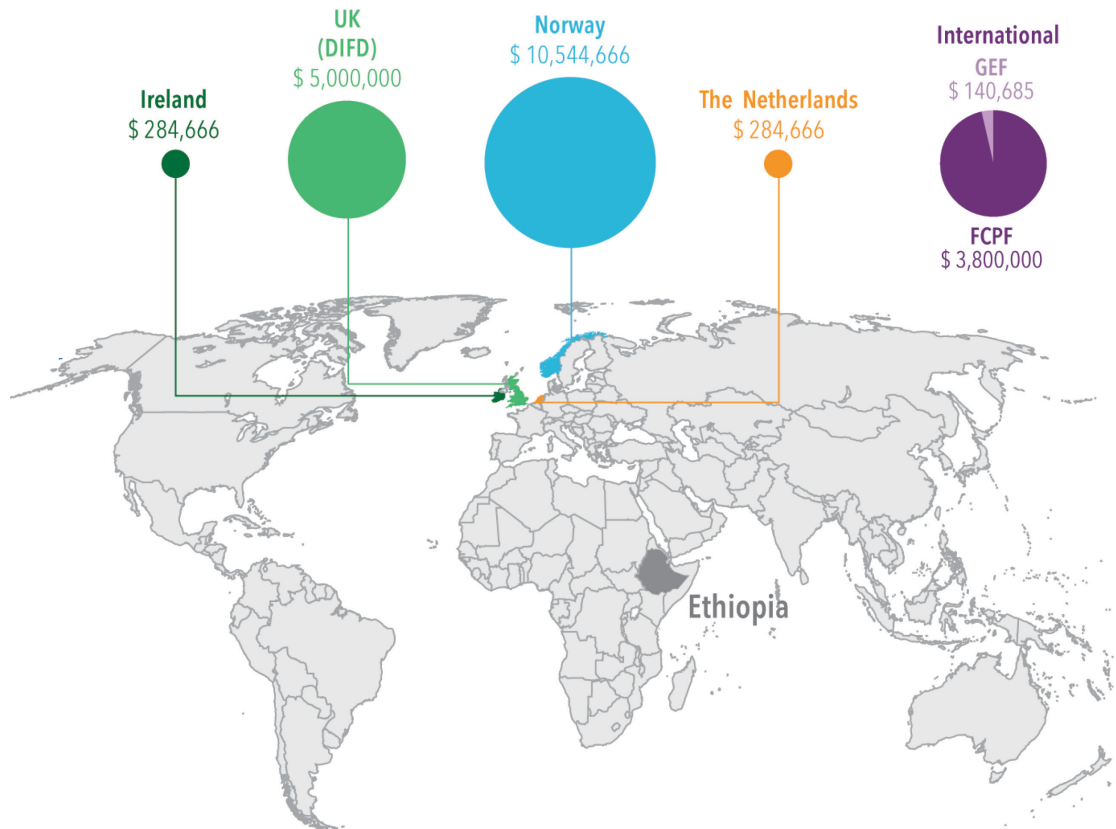 Ireland
$ 284,666
UK
(DIFD)
$ 5,000,000
Norway
$ 10,544,666
The Netherlands
$ 284,666
International
GEF
$ 140,685
FCPF
$ 3,800,000
Ethiopia